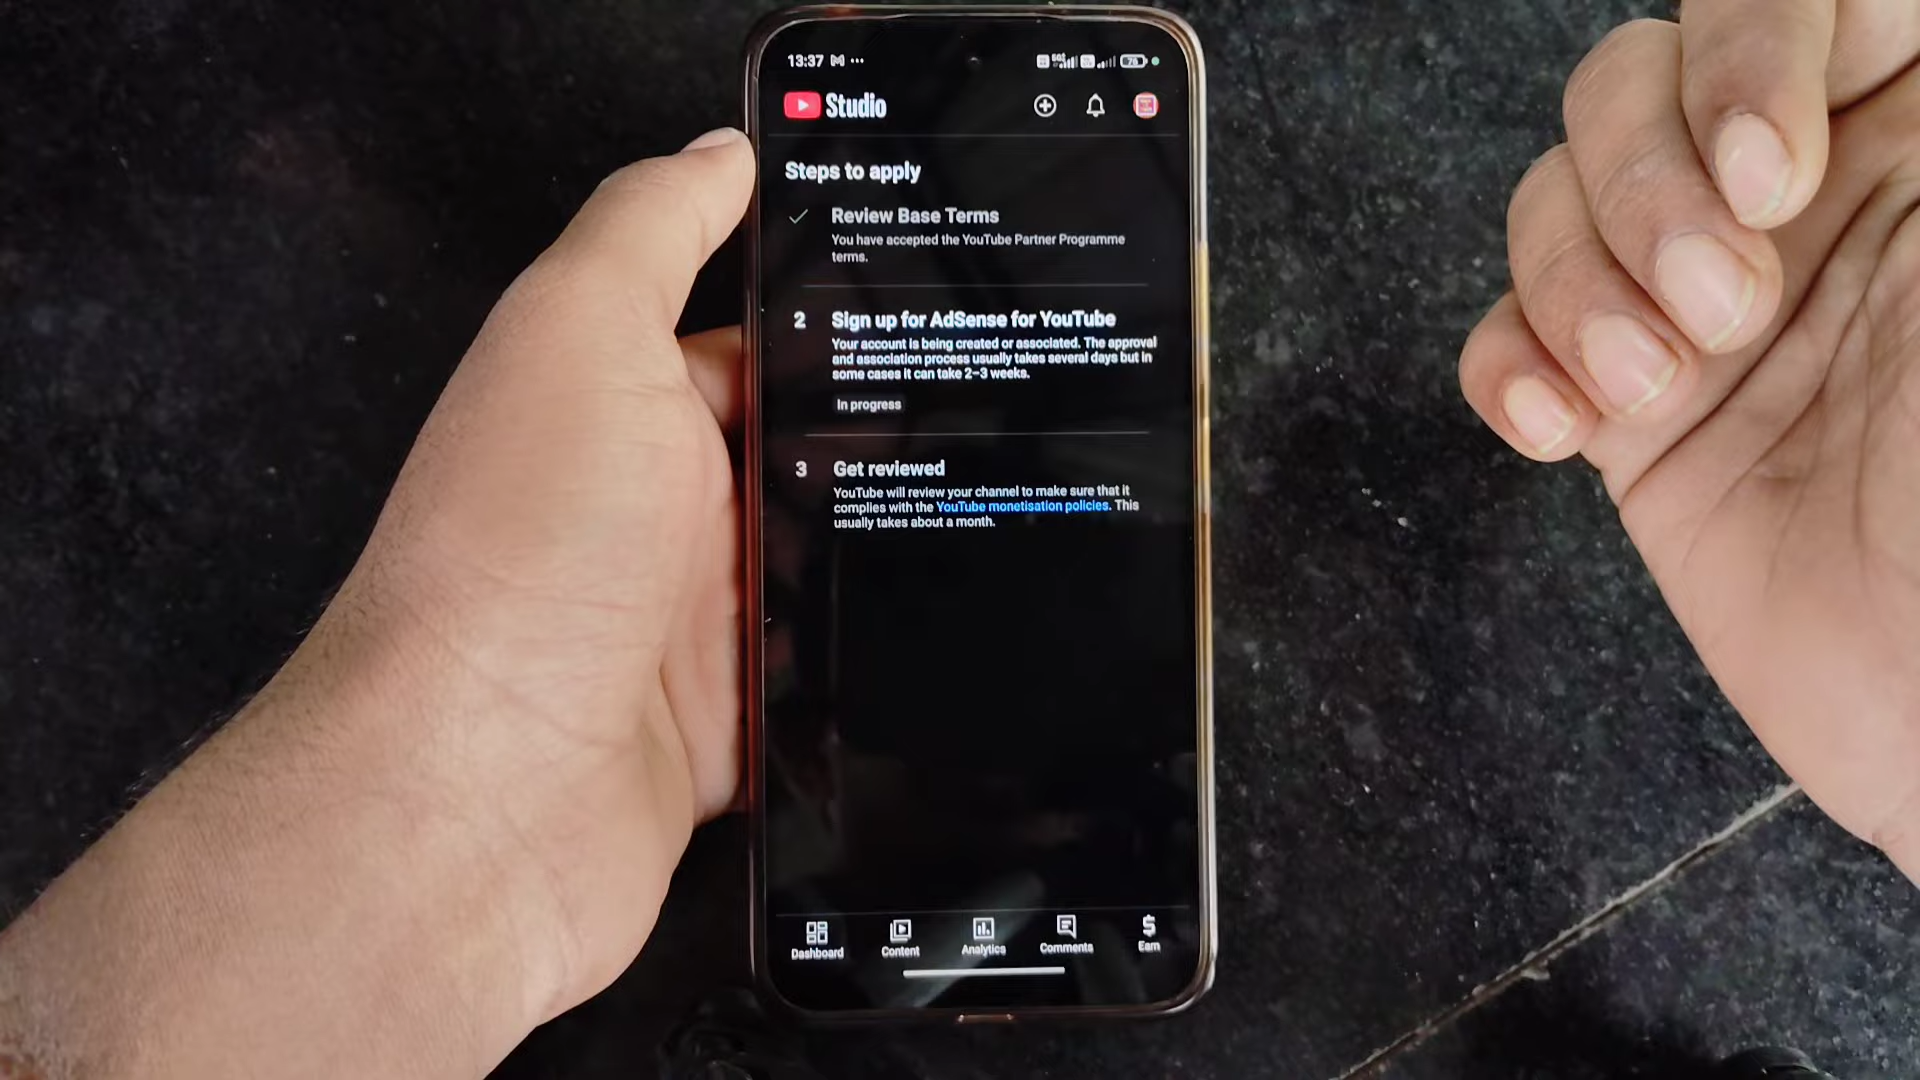 13:37
Studio
Steps to apply
Review Base Terms
You have accepted the YouTube Partner Programme
terms.
2 Sign up for AdSense for YouTube
Your account is being created or associated. The approval
and association process usually takes several days but in
some cases it can take 2–3 weeks.
In progress
3 Get reviewed
YouTube will review your channel to make sure that it
complies with the YouTube monetisation policies. This
usually takes about a month.
Dashboard Content Analytics Comments Earn